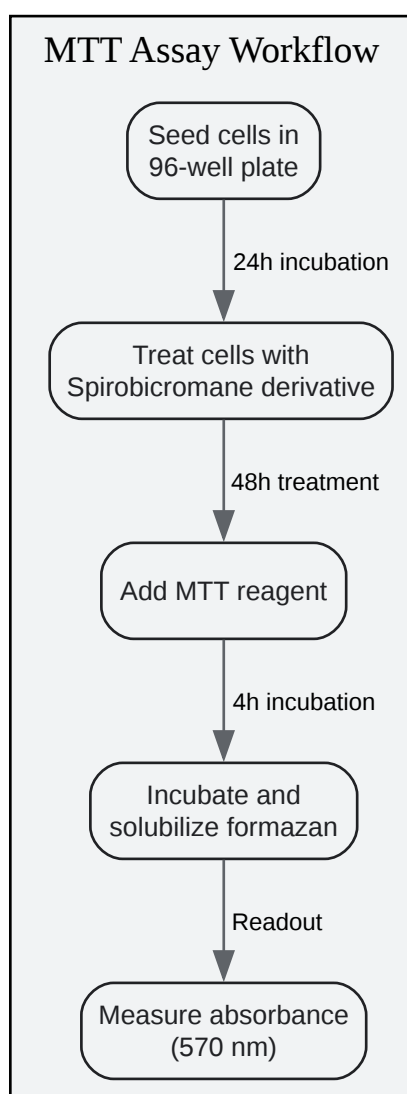 MTT Assay Workflow
Seed cells in
96-well plate
24h incubation
Treat cells with
Spirobicromane derivative
48h treatment
Add MTT reagent
4h incubation
Incubate and
solubilize formazan
Readout
Measure absorbance
(570 nm)